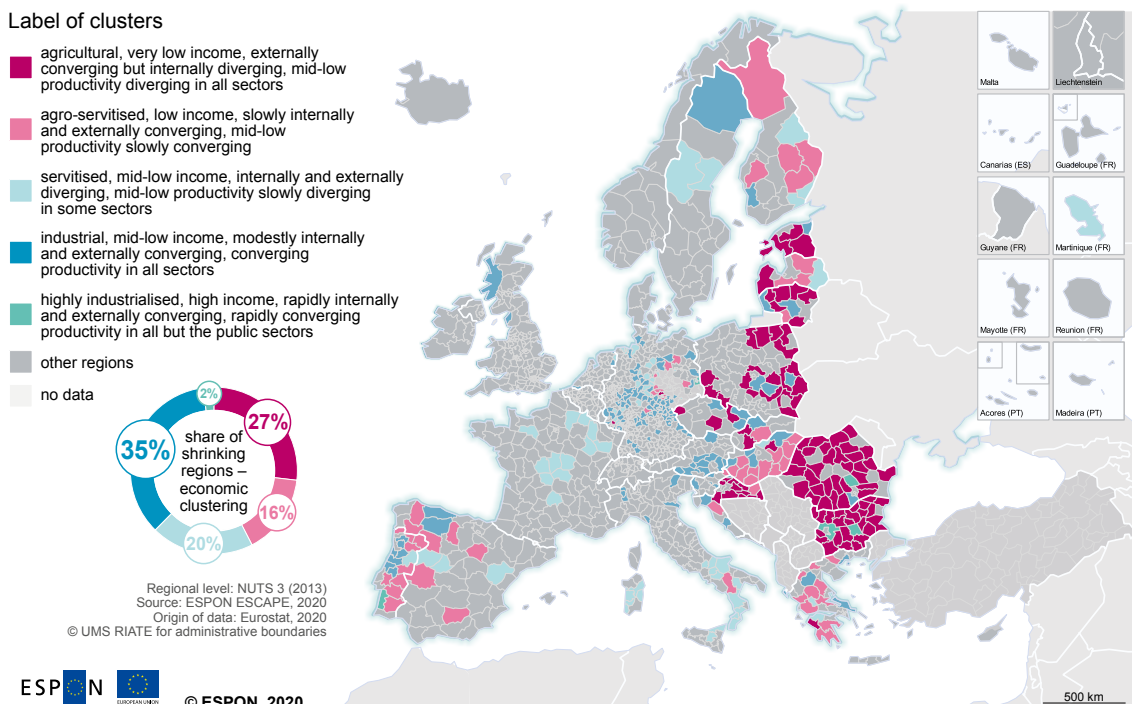 Label of clusters
agricultural, very low income, externally
converging but internally diverging, mid-low
productivity diverging in all sectors
agro-servitised, low income, slowly internally
and externally converging, mid-low
productivity slowly converging
servitised, mid-low income, internally and externally
diverging, mid-low productivity slowly diverging
in some sectors
industrial, mid-low income, modestly internally
and externally converging, converging
productivity in all sectors
highly industrialised, high income, rapidly internally
and externally converging, rapidly converging
productivity in all but the public sectors
other regions
no data
2%
27%
35%
share of
shrinking
regions –
economic
clustering
16%
20%
Regional level: NUTS 3 (2013)
Source: ESPON ESCAPE, 2020
Origin of data: Eurostat, 2020
© UMS RIATE for administrative boundaries
ESPON
EUROPEAN UNION
© ESPON, 2020
Malta
Liechtenstein
Canarias (ES)
Guadeloupe (FR)
Guyane (FR)
Martinique (FR)
Mayotte (FR)
Reunion (FR)
Acores (PT)
Madeira (PT)
500 km